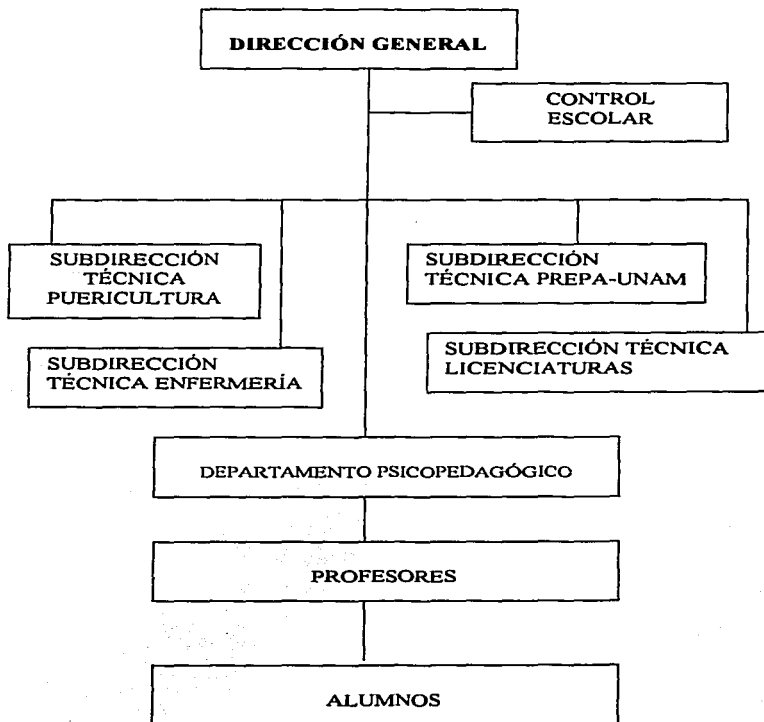 DIRECCIÓN GENERAL
CONTROL
ESCOLAR
SUBDIRECCIÓN
TÉCNICA
PUERICULTURA
SUBDIRECCIÓN
TÉCNICA PREPA-UNAM
SUBDIRECCIÓN
TÉCNICA ENFERMERÍA
SUBDIRECCIÓN TÉCNICA
LICENCIATURAS
DEPARTAMENTO PSICOPEDAGÓGICO
PROFESORES
ALUMNOS